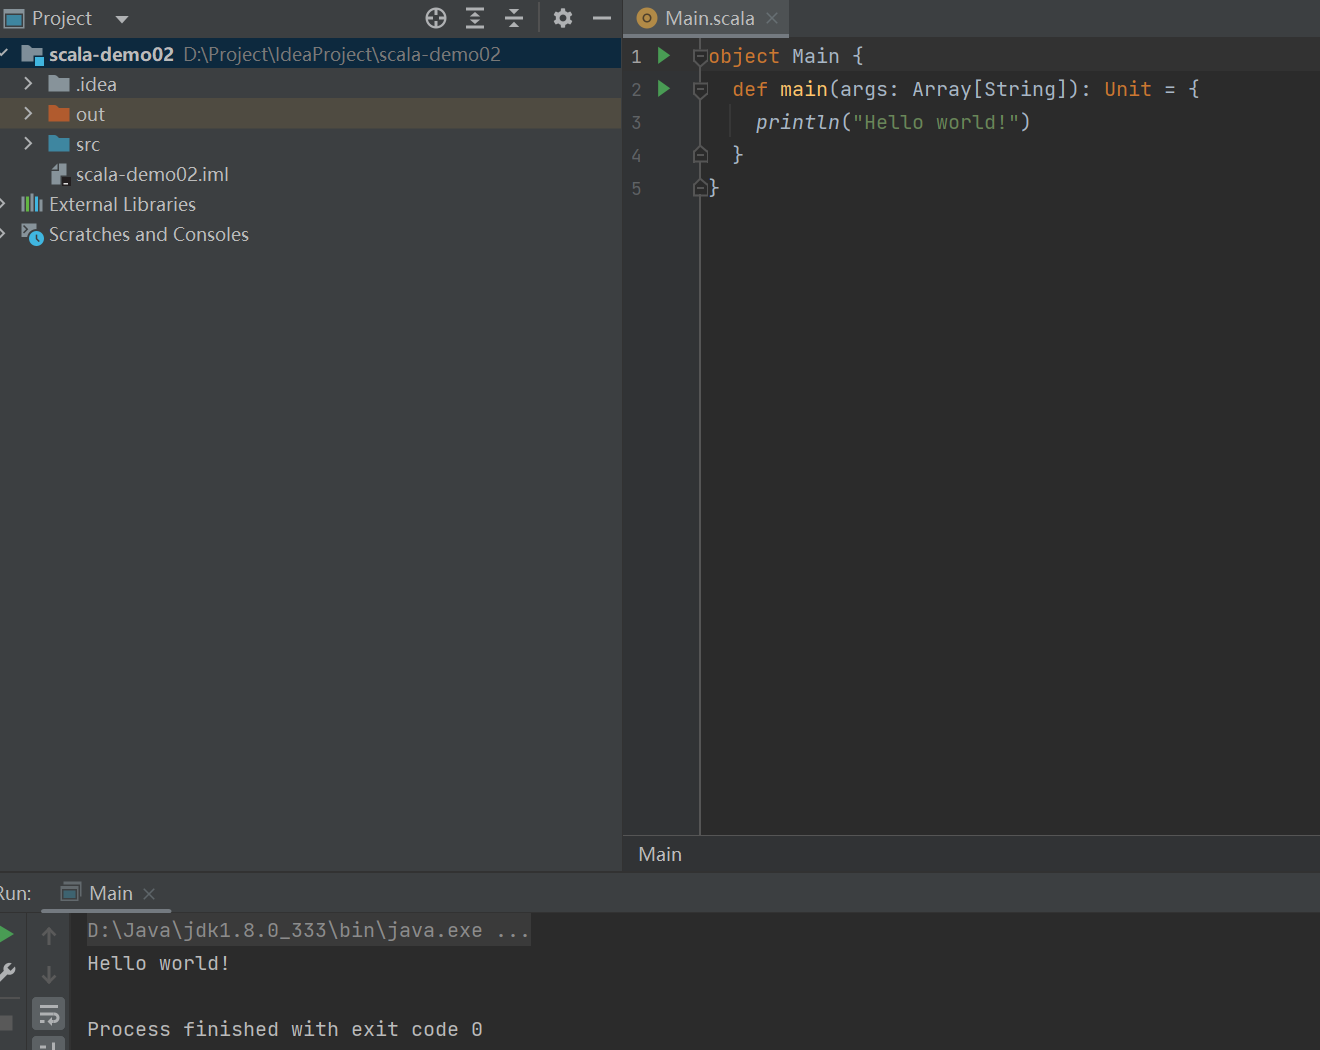 Project
scala-demo02 D:\Project\IdeaProject\scala-demo02
.idea
out
src
scala-demo02.iml
External Libraries
Scratches and Consoles
Main.scala
1 object Main {
2 def main(args: Array[String]): Unit = {
3 println("Hello world!")
4 }
5 }
Main
Run: Main
D:\Java\jdk1.8.0_333\bin\java.exe ...
Hello world!
Process finished with exit code 0